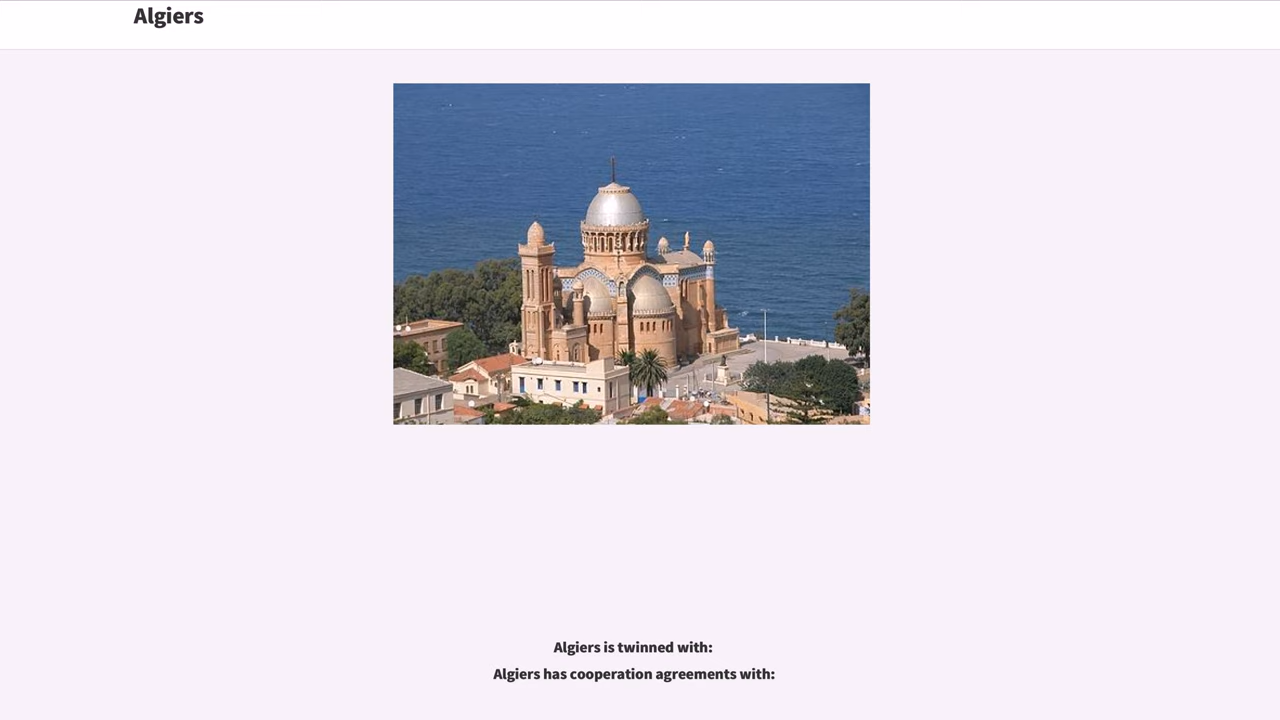 Algiers
Algiers is twinned with:
Algiers has cooperation agreements with: